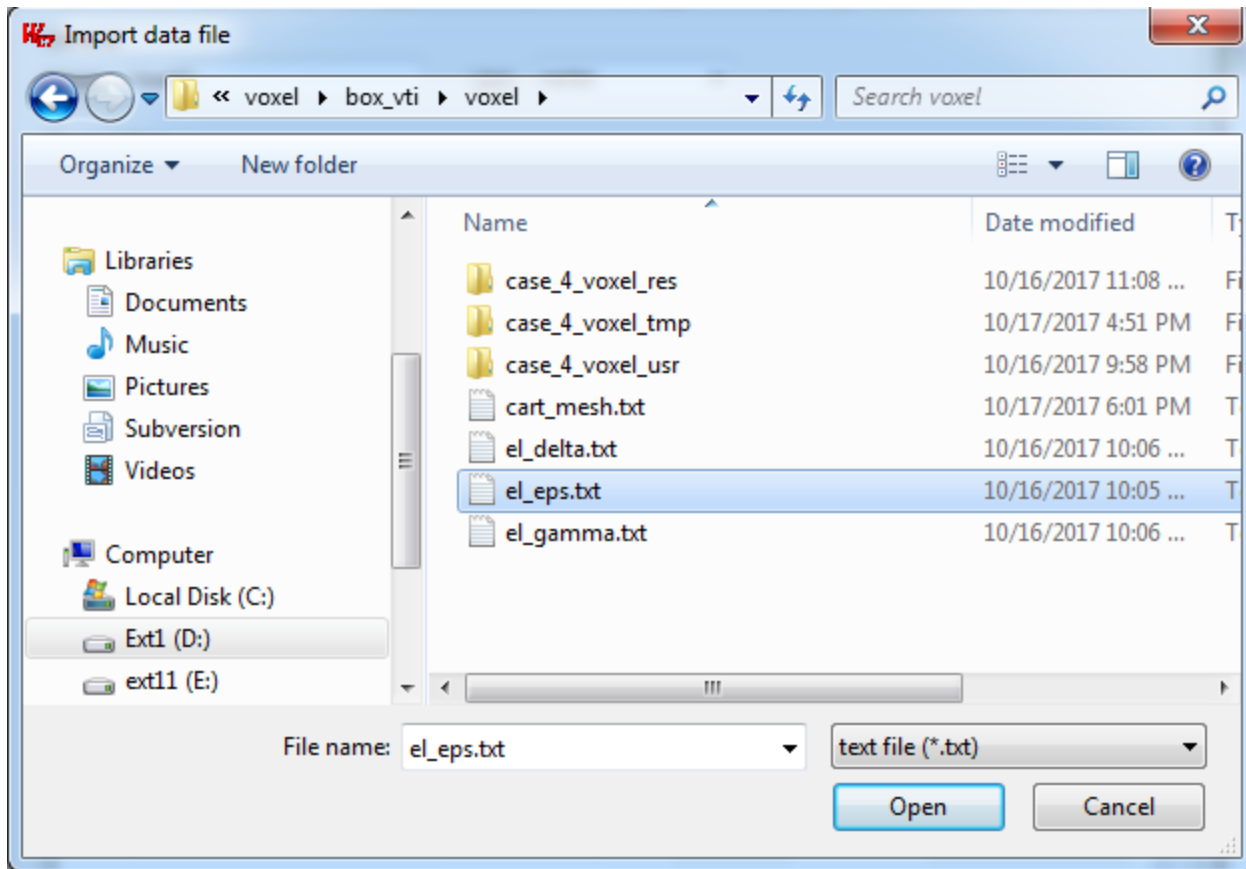 Import data file
« voxel ▸ box_vti ▸ voxel ▸
Search voxel
Organize New folder
Name Date modified
Libraries
Documents
Music
Pictures
Subversion
Videos
Computer
Local Disk (C:)
Ext1 (D:)
ext11 (E:)
case_4_voxel_res 10/16/2017 11:08 ...
case_4_voxel_tmp 10/17/2017 4:51 PM
case_4_voxel_usr 10/16/2017 9:58 PM
cart_mesh.txt 10/17/2017 6:01 PM
el_delta.txt 10/16/2017 10:06 ...
el_eps.txt 10/16/2017 10:05 ...
el_gamma.txt 10/16/2017 10:06 ...
File name: el_eps.txt text file (*.txt)
Open Cancel